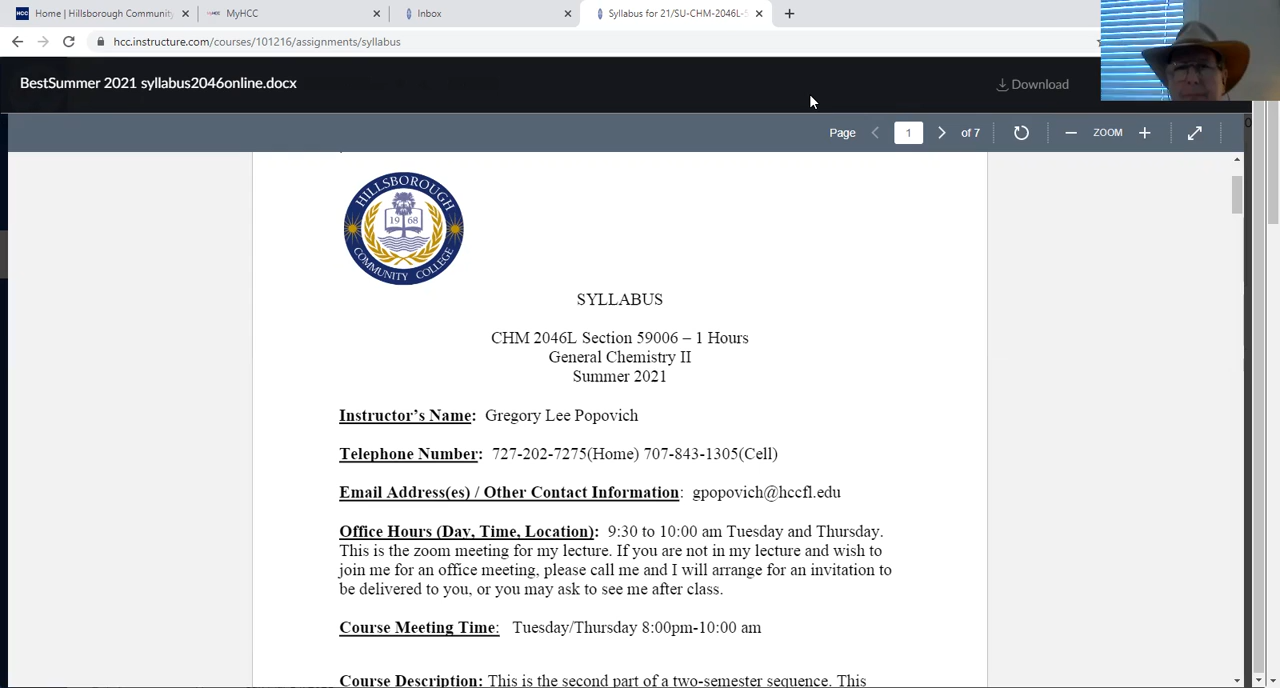 Home | Hillsborough Community
MyHCC
Inbox
Syllabus for 21/SU-CHM-2046L-5
hcc.instructure.com/courses/101216/assignments/syllabus
BestSummer 2021 syllabus2046online.docx
Download
Page 1 of 7 ZOOM
HILLSBOROUGH
19 68
COMMUNITY COLLEGE
SYLLABUS
CHM 2046L Section 59006 – 1 Hours
General Chemistry II
Summer 2021
Instructor's Name: Gregory Lee Popovich
Telephone Number: 727-202-7275(Home) 707-843-1305(Cell)
Email Address(es) / Other Contact Information: gpopovich@hccfl.edu
Office Hours (Day, Time, Location): 9:30 to 10:00 am Tuesday and Thursday.
This is the zoom meeting for my lecture. If you are not in my lecture and wish to
join me for an office meeting, please call me and I will arrange for an invitation to
be delivered to you, or you may ask to see me after class.
Course Meeting Time: Tuesday/Thursday 8:00pm-10:00 am
Course Description: This is the second part of a two-semester sequence. This